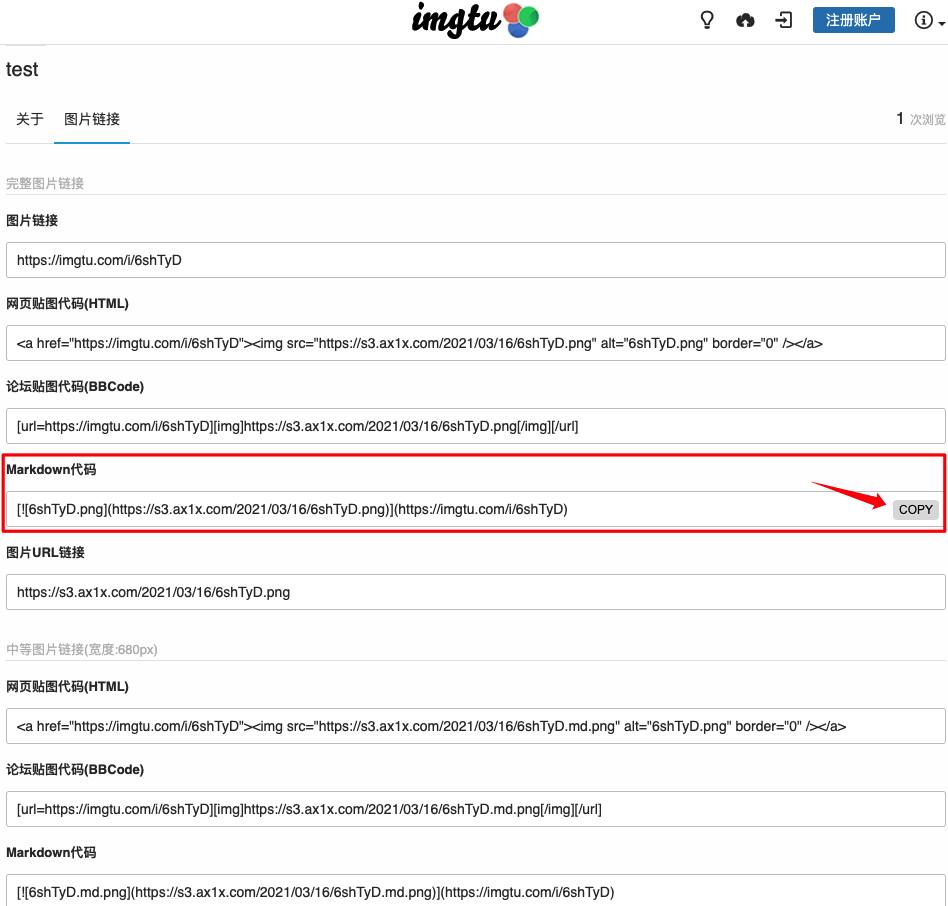 imgtu
注册账户
test
关于
图片链接
1 次浏览
完整图片链接
图片链接
https://imgtu.com/i/6shTyD
网页贴图代码(HTML)
<a href="https://imgtu.com/i/6shTyD"><img src="https://s3.ax1x.com/2021/03/16/6shTyD.png" alt="6shTyD.png" border="0" /></a>
论坛贴图代码(BBCode)
[url=https://imgtu.com/i/6shTyD][img]https://s3.ax1x.com/2021/03/16/6shTyD.png[/img][/url]
Markdown代码
[![6shTyD.png](https://s3.ax1x.com/2021/03/16/6shTyD.png)](https://imgtu.com/i/6shTyD)
COPY
图片URL链接
https://s3.ax1x.com/2021/03/16/6shTyD.png
中等图片链接(宽度:680px)
网页贴图代码(HTML)
<a href="https://imgtu.com/i/6shTyD"><img src="https://s3.ax1x.com/2021/03/16/6shTyD.md.png" alt="6shTyD.png" border="0" /></a>
论坛贴图代码(BBCode)
[url=https://imgtu.com/i/6shTyD][img]https://s3.ax1x.com/2021/03/16/6shTyD.md.png[/img][/url]
Markdown代码
[![6shTyD.md.png](https://s3.ax1x.com/2021/03/16/6shTyD.md.png)](https://imgtu.com/i/6shTyD)